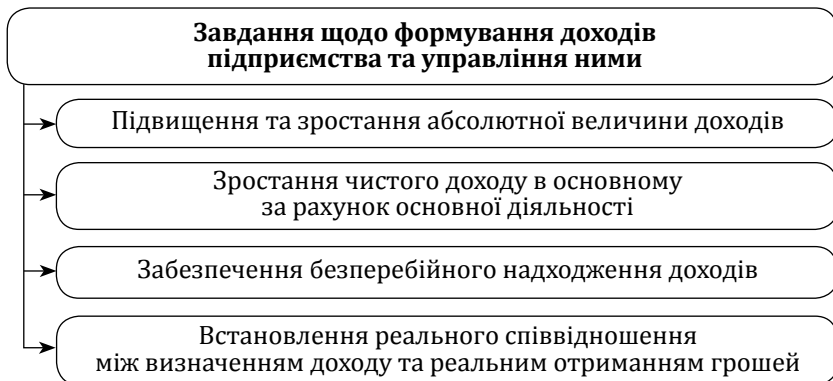 Завдання щодо формування доходів
підприємства та управління ними
Підвищення та зростання абсолютної величини доходів
Зростання чистого доходу в основному
за рахунок основної діяльності
Забезпечення безперебійного надходження доходів
Встановлення реального співвідношення
між визначенням доходу та реальним отриманням грошей